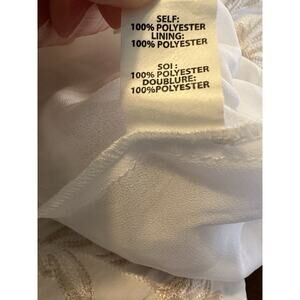 SELF:
100% POLYESTER
LINING:
100% POLYESTER
SOI :
100% POLYESTER
DOUBLURE:
100%POLYESTER